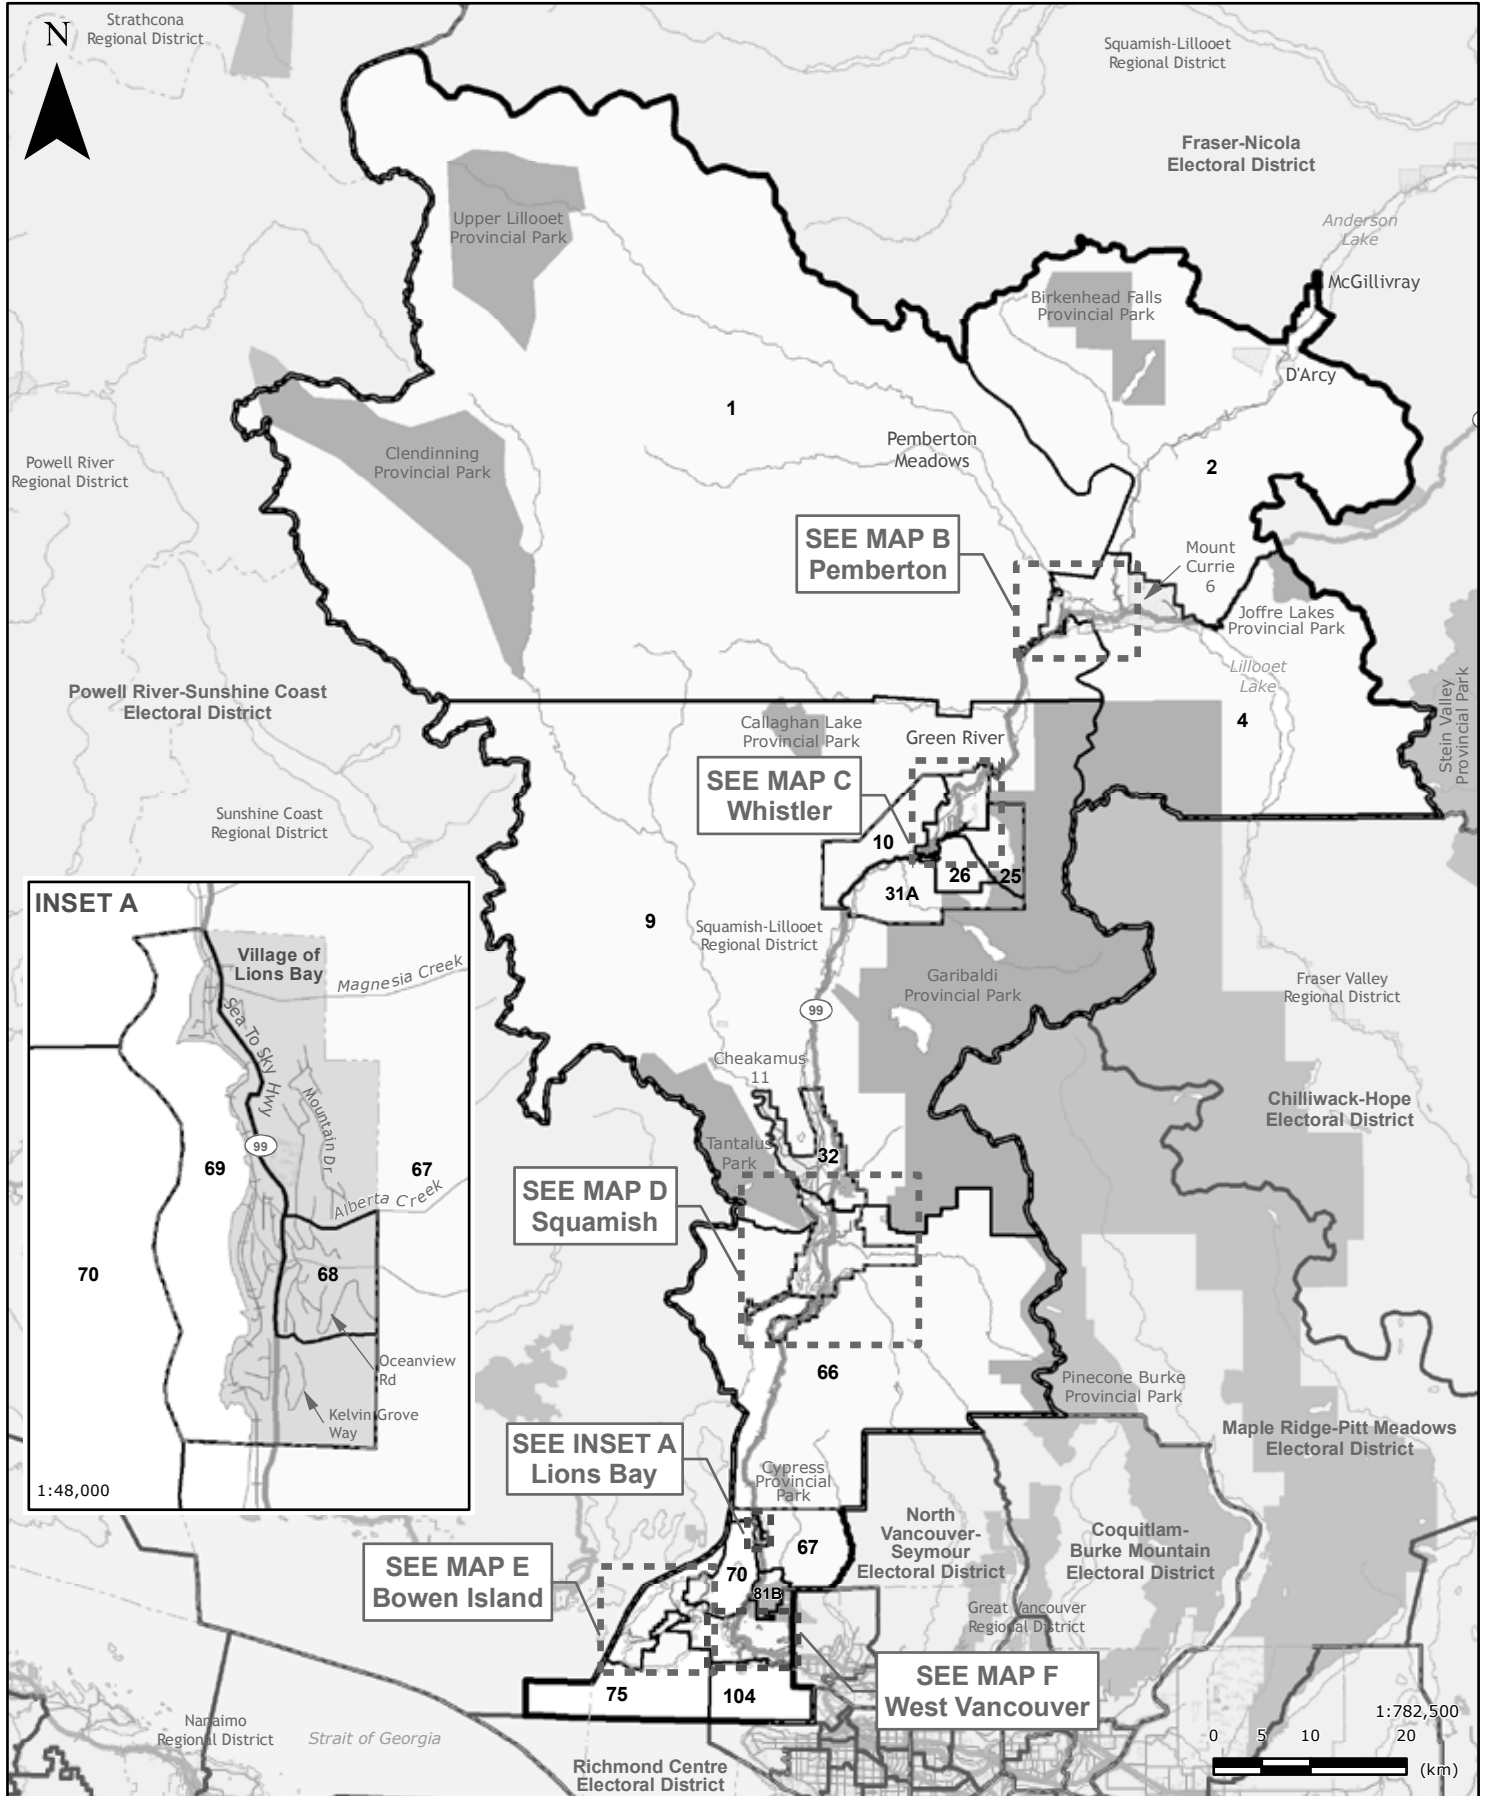 Strathcona
Regional District
N
Squamish-Lillooet
Regional District
Fraser-Nicola
Electoral District
Upper Lillooet
Provincial Park
Anderson
Lake
McGillivray
Birkenhead Falls
Provincial Park
D'Arcy
1
Pemberton
Meadows
2
Clendinning
Provincial Park
Powell River
Regional District
SEE MAP B
Pemberton
Mount
Currie
6
Joffre Lakes
Provincial Park
Lillooet
Lake
Stein Valley
Provincial Park
Powell River-Sunshine Coast
Electoral District
4
Callaghan Lake
Provincial Park
Green River
SEE MAP C
Whistler
Sunshine Coast
Regional District
10
26
25
31A
9
Squamish-Lillooet
Regional District
Garibaldi
Provincial Park
Fraser Valley
Regional District
99
Cheakamus
11
Chilliwack-Hope
Electoral District
Tantalus
Park
32
SEE MAP D
Squamish
66
Pinecone Burke
Provincial Park
Maple Ridge-Pitt Meadows
Electoral District
SEE INSET A
Lions Bay
Cypress
Provincial
Park
North
Vancouver-
Seymour
Electoral District
Coquitlam-
Burke Mountain
Electoral District
67
70
81B
SEE MAP E
Bowen Island
Great Vancouver
Regional District
SEE MAP F
West Vancouver
75
104
Nanaimo
Regional District
Strait of Georgia
Richmond Centre
Electoral District
1:782,500
0 5 10 20
(km)
INSET A
Village of
Lions Bay
Magnesia Creek
Sea To Sky Hwy
Mountain Dr
99
69
67
Alberta Creek
70
68
Oceanview
Rd
Kelvin Grove
Way
1:48,000